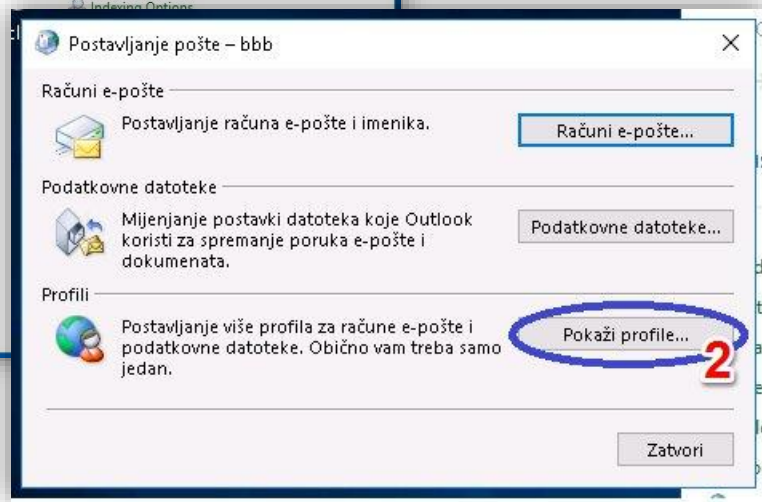 Indexing Options
Postavljanje pošte – bbb
Računi e-pošte
Postavljanje računa e-pošte i imenika.
Računi e-pošte...
Podatkovne datoteke
Mijenjanje postavki datoteka koje Outlook
koristi za spremanje poruka e-pošte i
dokumenata.
Podatkovne datoteke...
Profili
Postavljanje više profila za račune e-pošte i
podatkovne datoteke. Obično vam treba samo
jedan.
Pokaži profile...
2
Zatvori